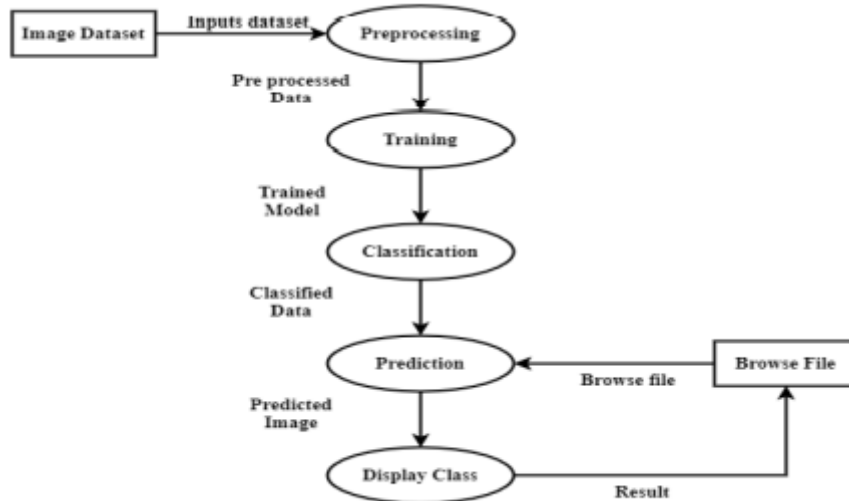 Inputs dataset
Image Dataset
Preprocessing
Pre processed
Data
Training
Trained
Model
Classification
Classified
Data
Prediction
Browse File
Browse file
Predicted
Image
Display Class
Result